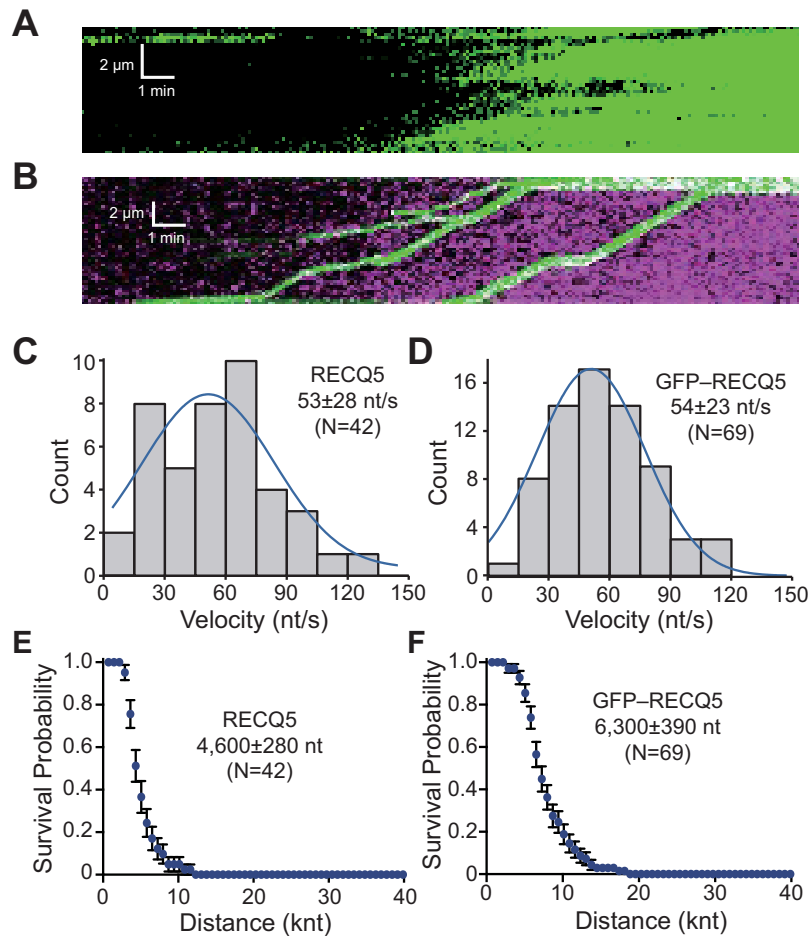 A
2 μm
1 min
B
2 μm
1 min
C
10
8
6
4
2
0
Count
RECQ5
53±28 nt/s
(N=42)
0 30 60 90 120 150
Velocity (nt/s)
D
16
12
8
4
0
Count
GFP–RECQ5
54±23 nt/s
(N=69)
0 30 60 90 120 150
Velocity (nt/s)
E
1.0
0.8
0.6
0.4
0.2
0
Survival Probability
RECQ5
4,600±280 nt
(N=42)
0 10 20 30 40
Distance (knt)
F
1.0
0.8
0.6
0.4
0.2
0
Survival Probability
GFP–RECQ5
6,300±390 nt
(N=69)
0 10 20 30 40
Distance (knt)